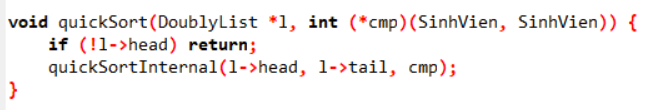 void quickSort(DoublyList *l, int (*cmp)(SinhVien, SinhVien)) {
    if (!l->head) return;
    quickSortInternal(l->head, l->tail, cmp);
}